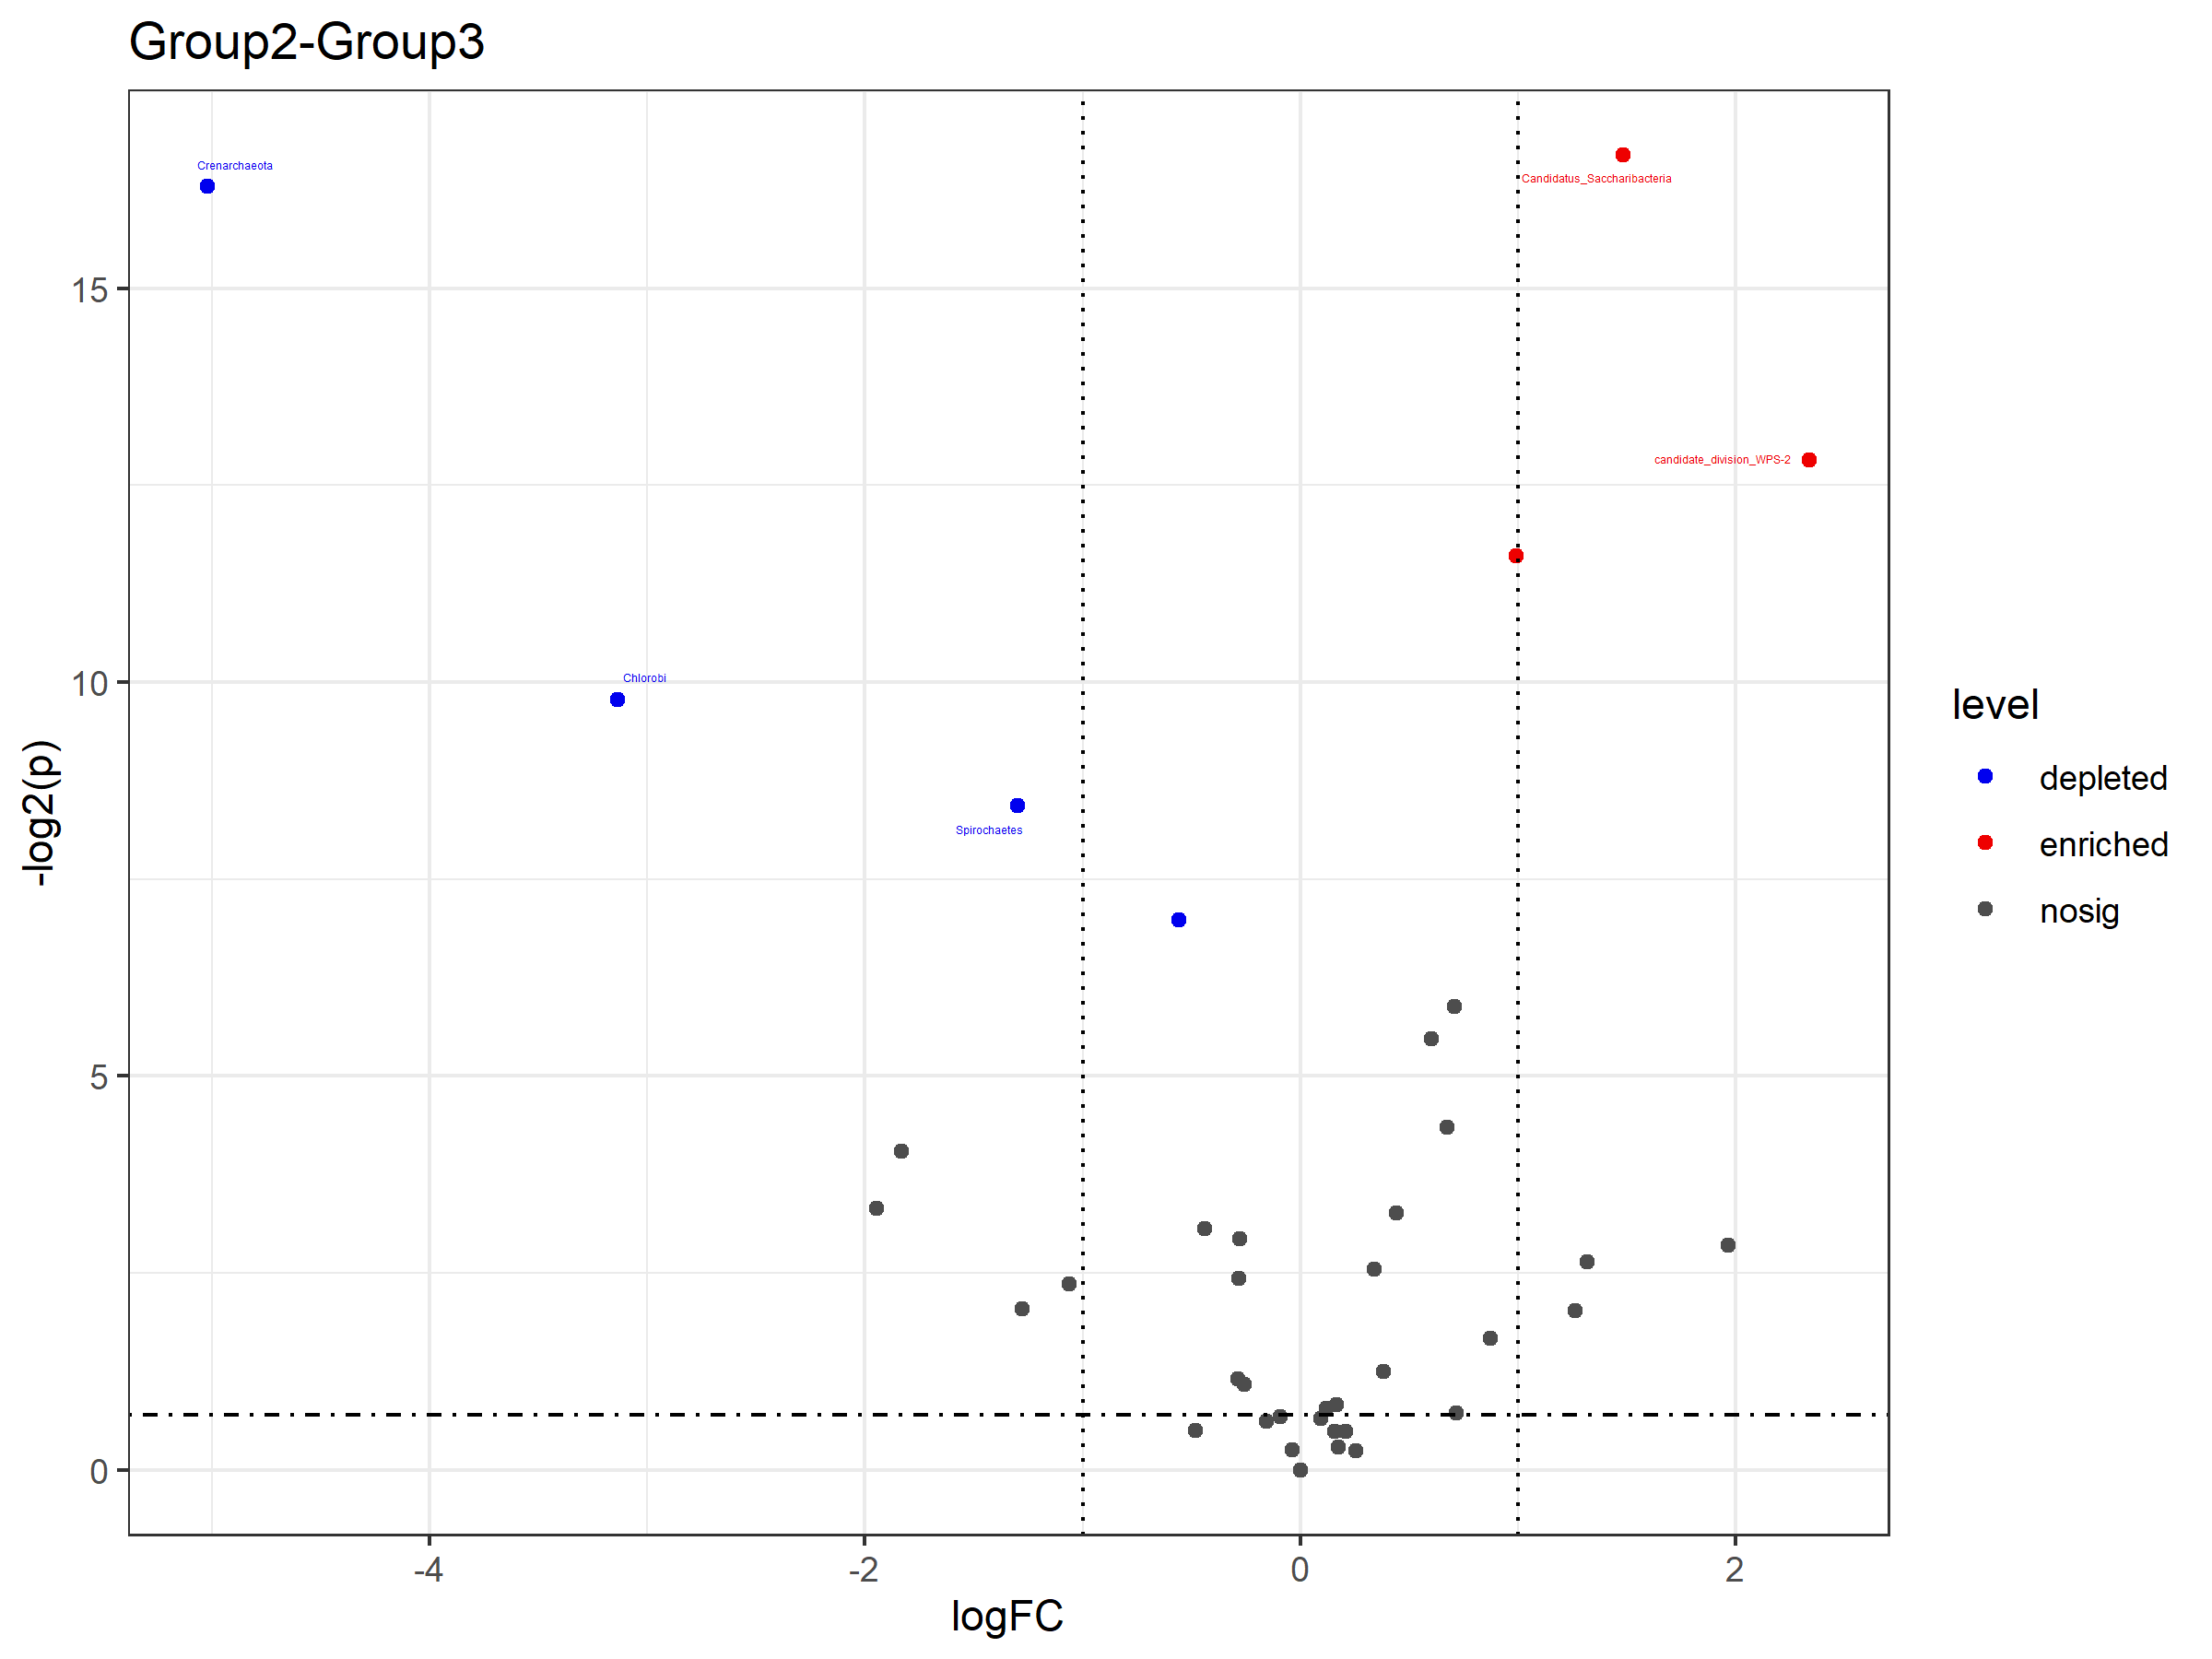 Group2-Group3
Crenarchaeota
Candidatus_Saccharibacteria
15
candidate_division_WPS-2
10
Chlorobi
Spirochaetes
5
0
-log2(p)
-4
-2
0
2
logFC
level
depleted
enriched
nosig